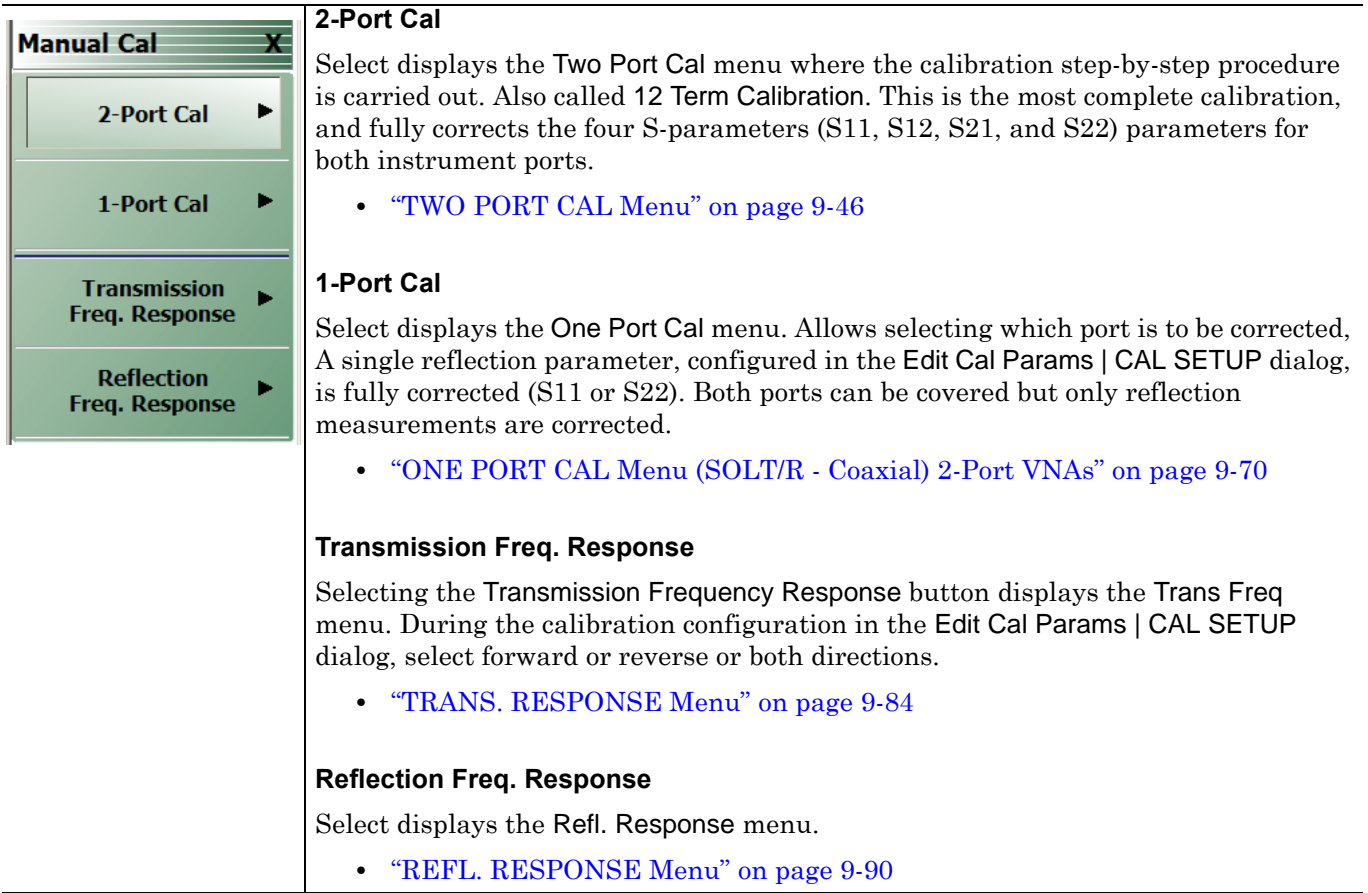 Manual Cal X
2-Port Cal
1-Port Cal
Transmission
Freq. Response
Reflection
Freq. Response
2-Port Cal
Select displays the Two Port Cal menu where the calibration step-by-step procedure
is carried out. Also called 12 Term Calibration. This is the most complete calibration,
and fully corrects the four S-parameters (S11, S12, S21, and S22) parameters for
both instrument ports.
• “TWO PORT CAL Menu” on page 9-46
1-Port Cal
Select displays the One Port Cal menu. Allows selecting which port is to be corrected,
A single reflection parameter, configured in the Edit Cal Params | CAL SETUP dialog,
is fully corrected (S11 or S22). Both ports can be covered but only reflection
measurements are corrected.
• “ONE PORT CAL Menu (SOLT/R - Coaxial) 2-Port VNAs” on page 9-70
Transmission Freq. Response
Selecting the Transmission Frequency Response button displays the Trans Freq
menu. During the calibration configuration in the Edit Cal Params | CAL SETUP
dialog, select forward or reverse or both directions.
• “TRANS. RESPONSE Menu” on page 9-84
Reflection Freq. Response
Select displays the Refl. Response menu.
• “REFL. RESPONSE Menu” on page 9-90